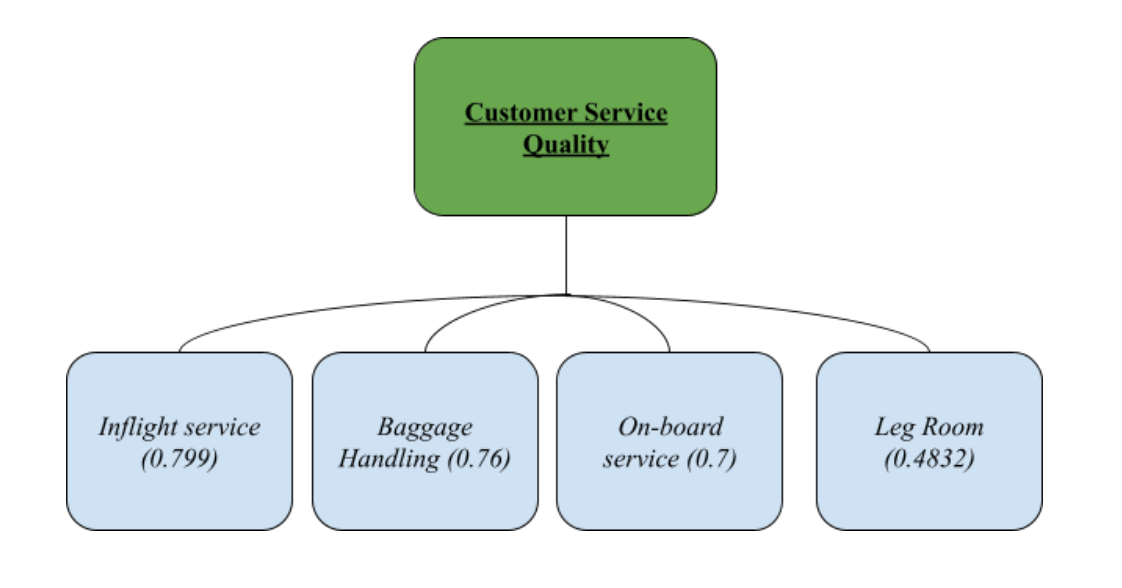 Customer Service
Quality
Inflight service
(0.799)
Baggage
Handling (0.76)
On-board
service (0.7)
Leg Room
(0.4832)